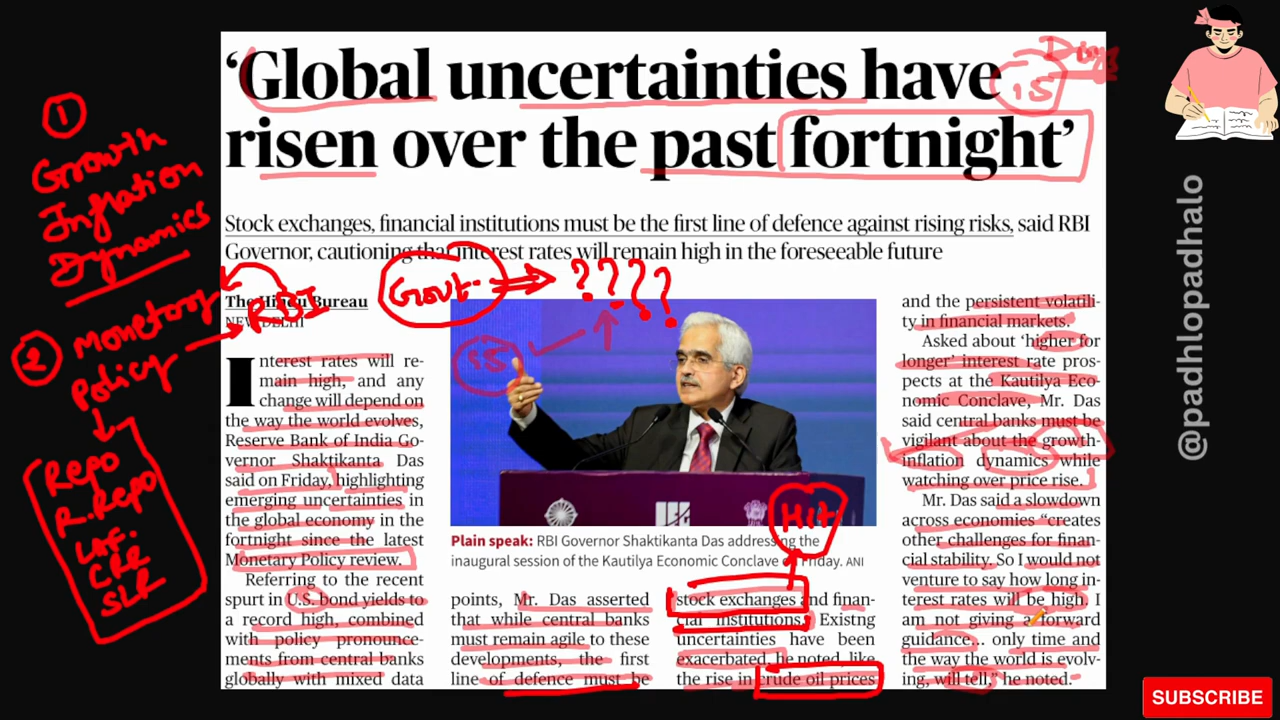 ‘Global uncertainties have
risen over the past fortnight’
15 Days
Stock exchanges, financial institutions must be the first line of defence against rising risks, said RBI
Governor, cautioning that interest rates will remain high in the foreseeable future
①
Growth
Inflation
Dynamics
② Monetory
Policy
RBI
Repo
R.Repo
LAF.
CRR
SLR
Govt. ⇒ ????
The Hindu Bureau
NEW DELHI
Interest rates will re-
main high, and any
change will depend on
the way the world evolves,
Reserve Bank of India Go-
vernor Shaktikanta Das
said on Friday, highlighting
emerging uncertainties in
the global economy in the
fortnight since the latest
Monetary Policy review.
Referring to the recent
spurt in U.S. bond yields to
a record high, combined
with policy pronounce-
ments from central banks
globally with mixed data
Hit
Plain speak: RBI Governor Shaktikanta Das addressing the
inaugural session of the Kautilya Economic Conclave on Friday. ANI
points, Mr. Das asserted
that while central banks
must remain agile to these
developments, the first
line of defence must be
stock exchanges and finan-
cial institutions. Existng
uncertainties have been
exacerbated, he noted, like
the rise in crude oil prices
and the persistent volatili-
ty in financial markets.
Asked about ‘higher for
longer’ interest rate pros-
pects at the Kautilya Eco-
nomic Conclave, Mr. Das
said central banks must be
vigilant about the growth-
inflation dynamics while
watching over price rise.
Mr. Das said a slowdown
across economies “creates
other challenges for finan-
cial stability. So I would not
venture to say how long in-
terest rates will be high. I
am not giving a forward
guidance... only time and
the way the world is evolv-
ing, will tell,” he noted.
@padhlopadhalo
SUBSCRIBE